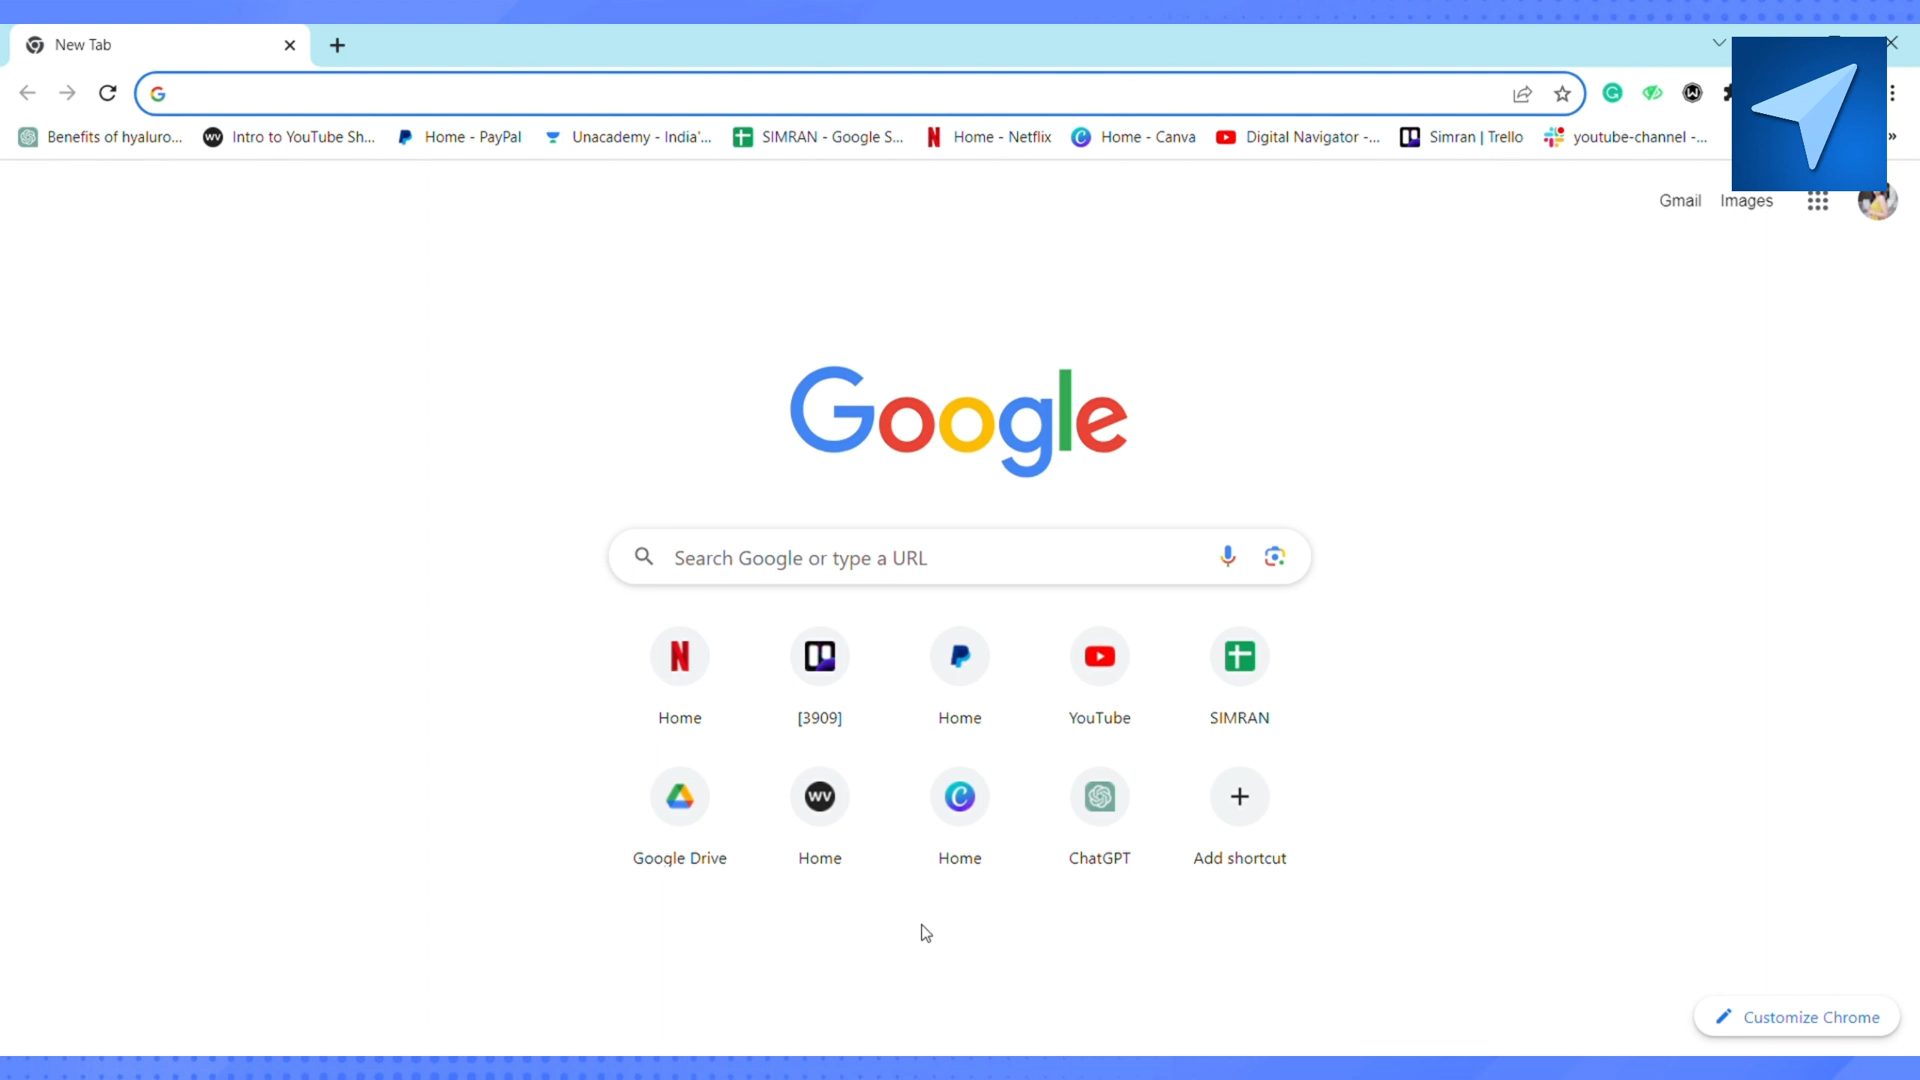 New Tab
Benefits of hyaluro... Intro to YouTube Sh... Home - PayPal Unacademy - India'... SIMRAN - Google S... Home - Netflix Home - Canva Digital Navigator -... Simran | Trello youtube-channel -...
Gmail Images
Google
Search Google or type a URL
Home [3909] Home YouTube SIMRAN
Google Drive Home Home ChatGPT Add shortcut
Customize Chrome